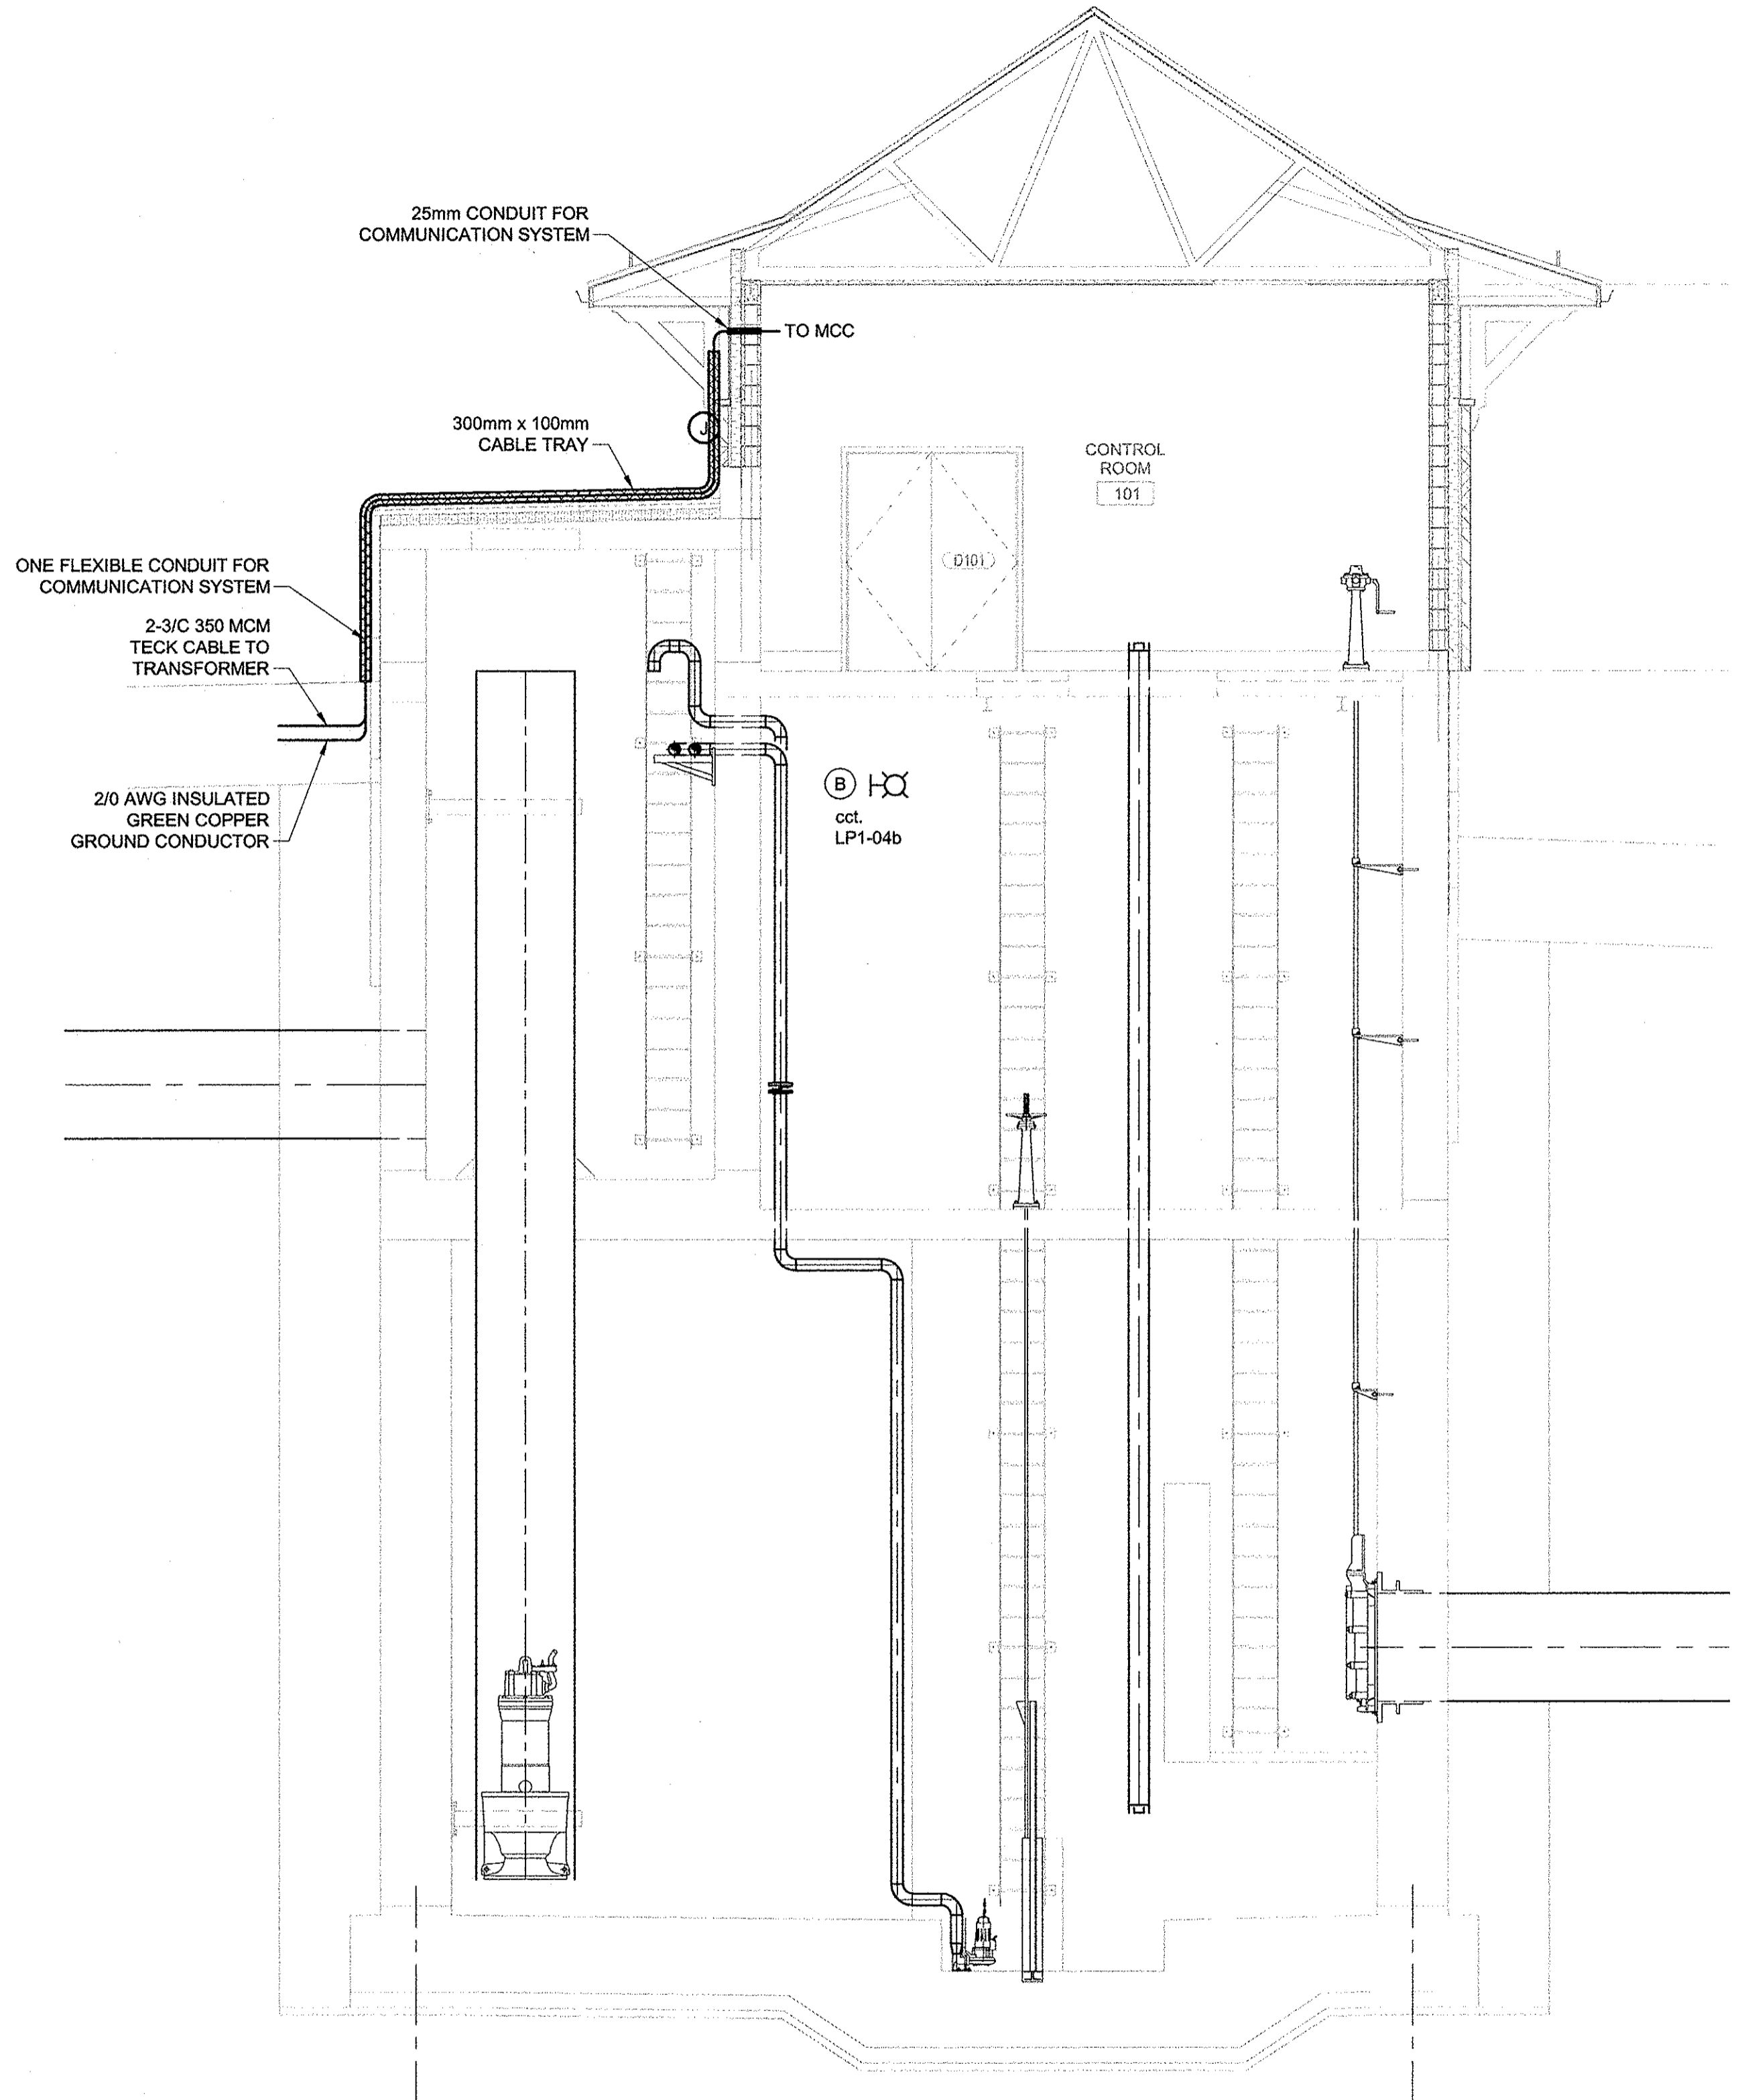 25mm CONDUIT FOR
COMMUNICATION SYSTEM
TO MCC
300mm x 100mm
CABLE TRAY
J
CONTROL
ROOM
101
D101
ONE FLEXIBLE CONDUIT FOR
COMMUNICATION SYSTEM
2-3/C 350 MCM
TECK CABLE TO
TRANSFORMER
2/0 AWG INSULATED
GREEN COPPER
GROUND CONDUCTOR
B
cct.
LP1-04b